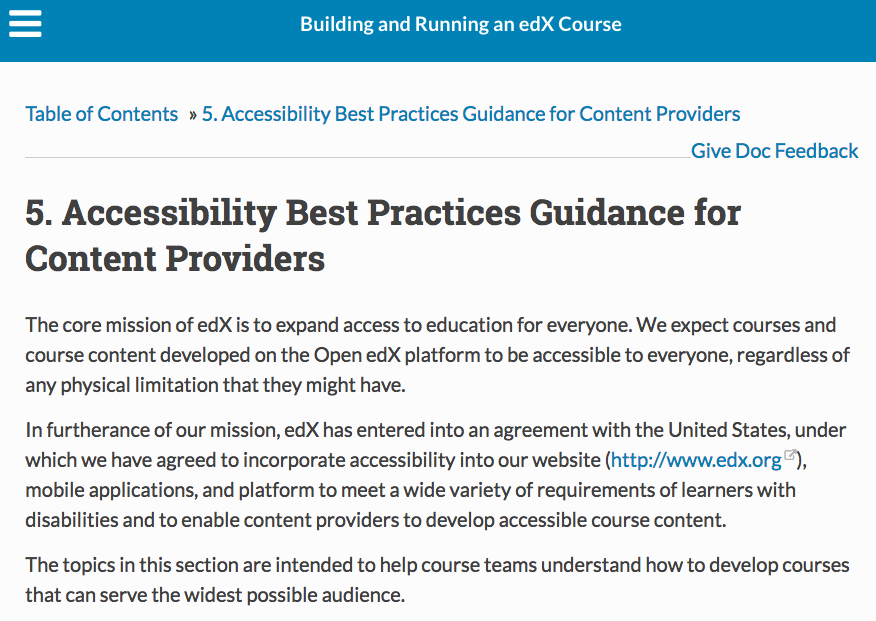 Building and Running an edX Course
Table of Contents » 5. Accessibility Best Practices Guidance for Content Providers
Give Doc Feedback
5. Accessibility Best Practices Guidance for
Content Providers
The core mission of edX is to expand access to education for everyone. We expect courses and
course content developed on the Open edX platform to be accessible to everyone, regardless of
any physical limitation that they might have.
In furtherance of our mission, edX has entered into an agreement with the United States, under
which we have agreed to incorporate accessibility into our website (http://www.edx.org),
mobile applications, and platform to meet a wide variety of requirements of learners with
disabilities and to enable content providers to develop accessible course content.
The topics in this section are intended to help course teams understand how to develop courses
that can serve the widest possible audience.